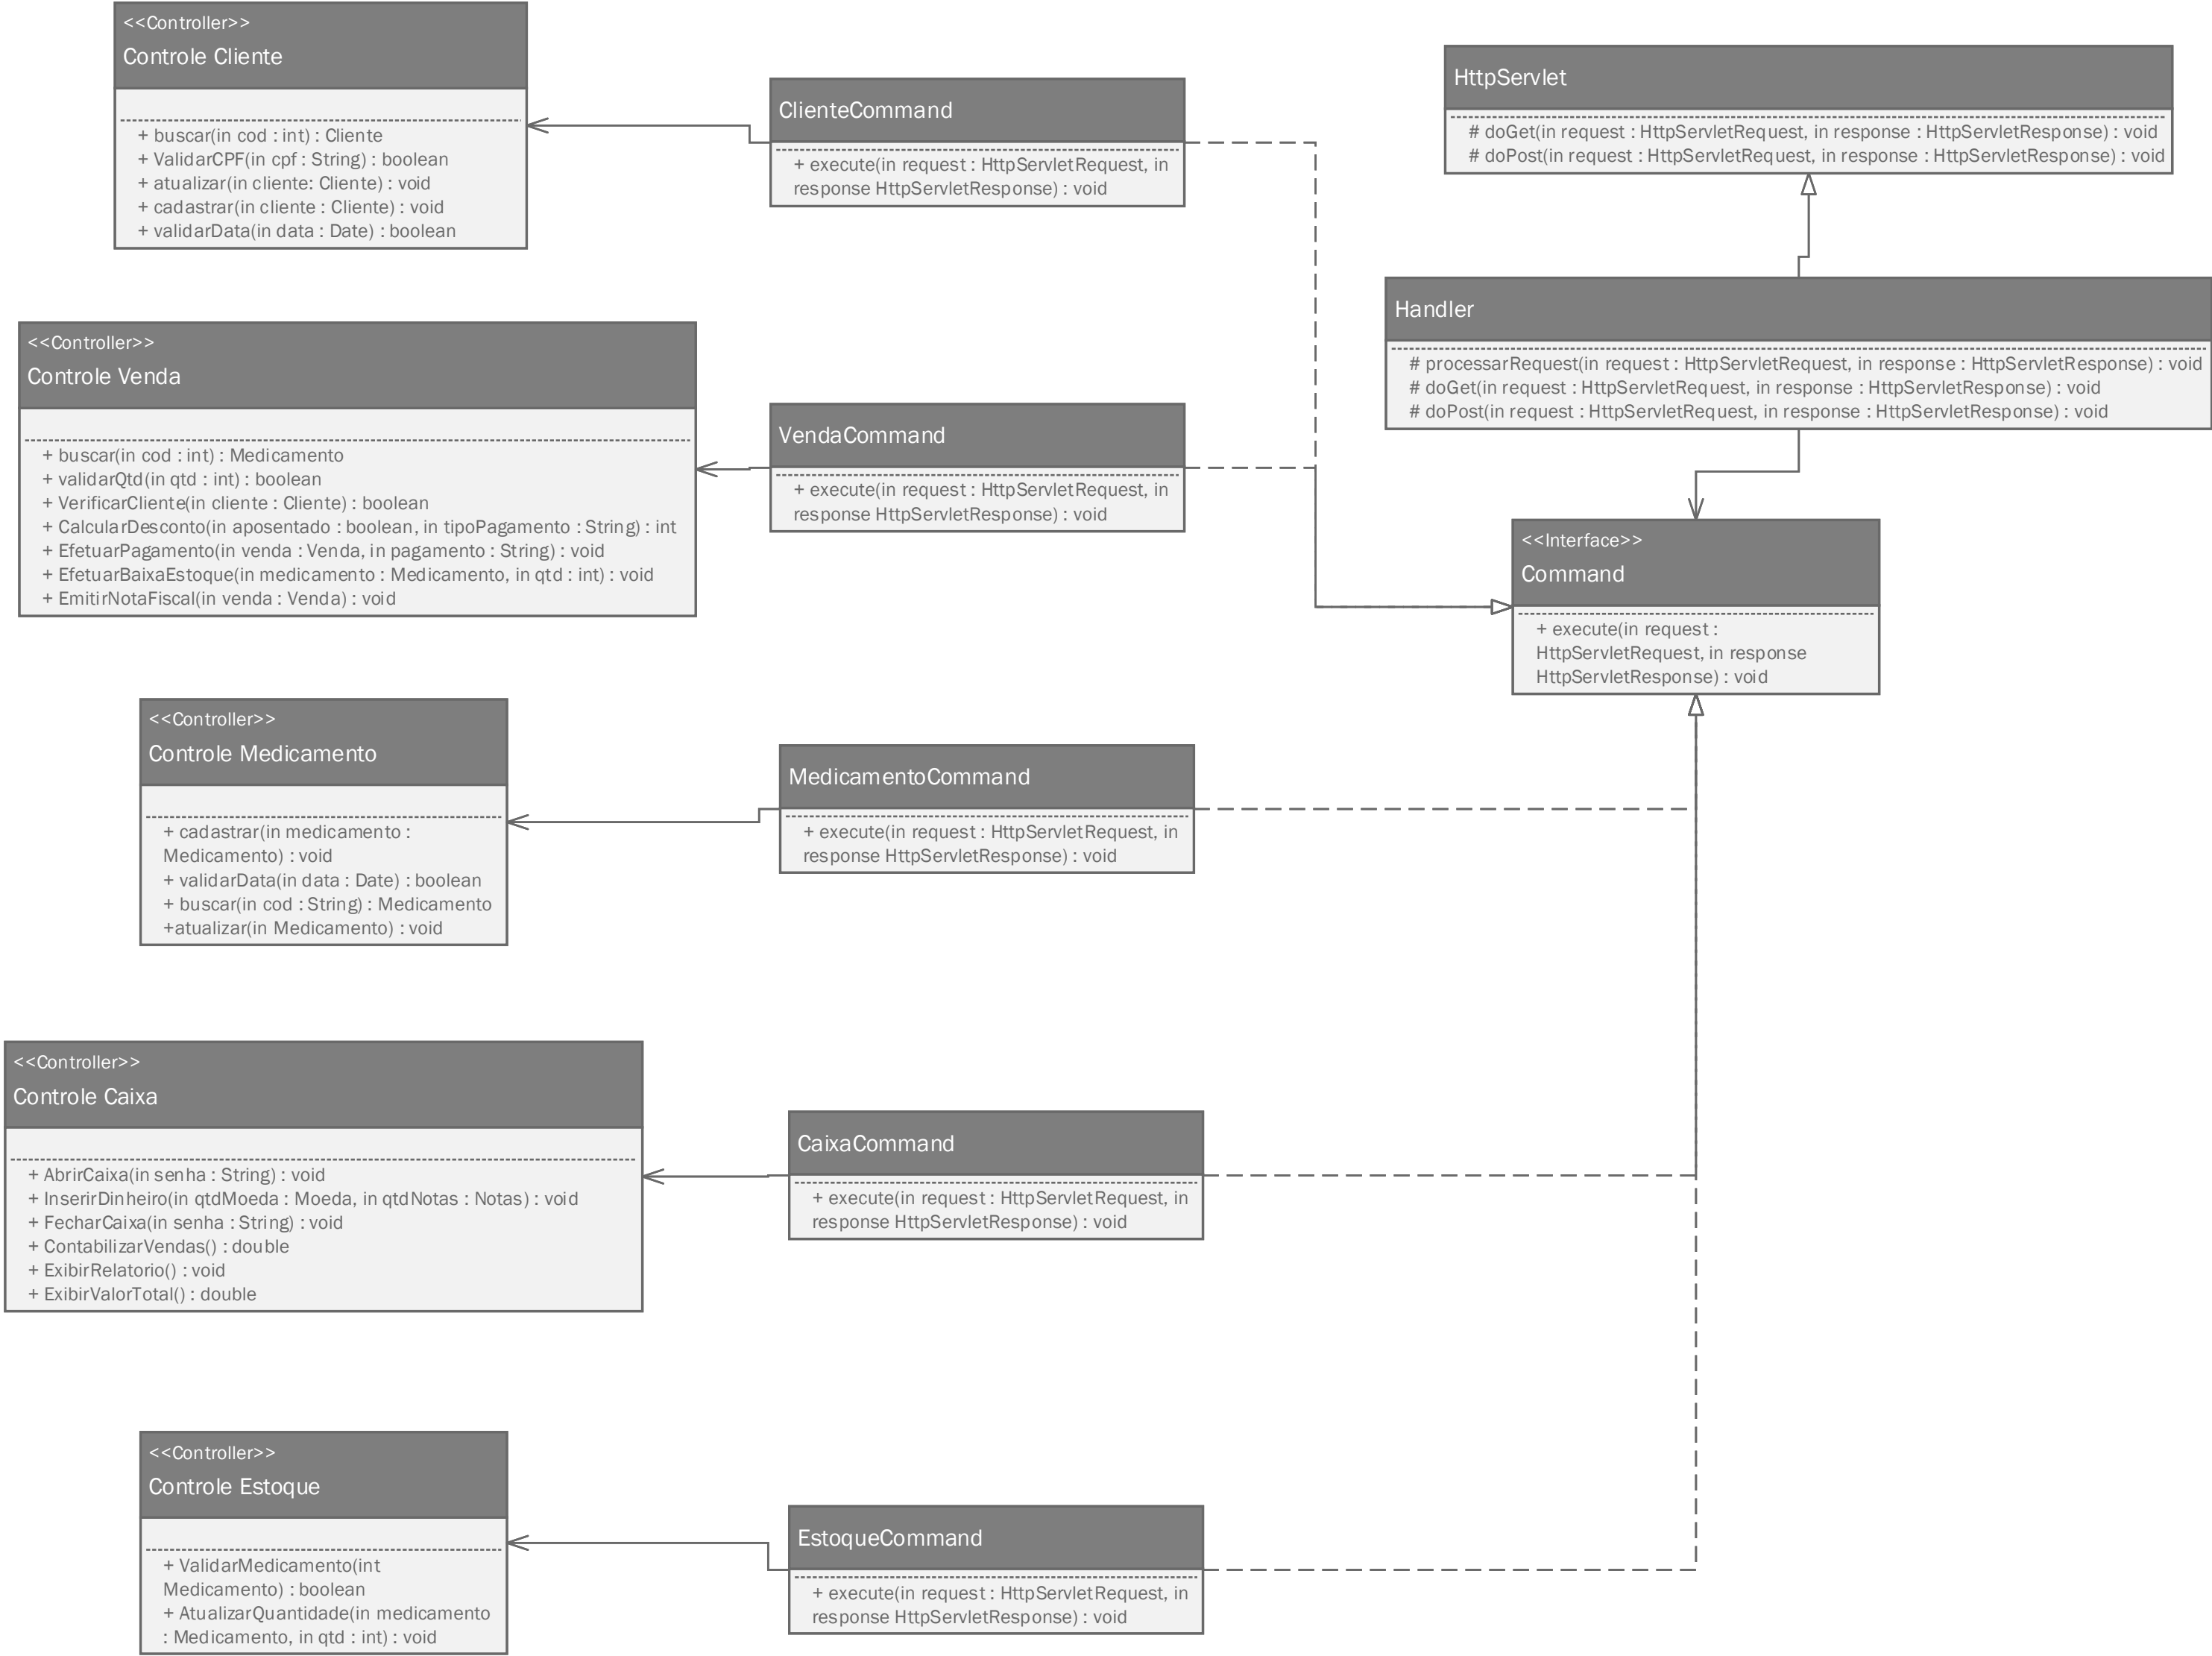 <<Controller>>
Controle Cliente
+ buscar(in cod : int) : Cliente
+ ValidarCPF(in cpf : String) : boolean
+ atualizar(in cliente: Cliente) : void
+ cadastrar(in cliente : Cliente) : void
+ validarData(in data : Date) : boolean
ClienteCommand
+ execute(in request : HttpServletRequest, in
response HttpServletResponse) : void
HttpServlet
# doGet(in request : HttpServletRequest, in response : HttpServletResponse) : void
# doPost(in request : HttpServletRequest, in response : HttpServletResponse) : void
Handler
# processarRequest(in request : HttpServletRequest, in response : HttpServletResponse) : void
# doGet(in request : HttpServletRequest, in response : HttpServletResponse) : void
# doPost(in request : HttpServletRequest, in response : HttpServletResponse) : void
<<Controller>>
Controle Venda
+ buscar(in cod : int) : Medicamento
+ validarQtd(in qtd : int) : boolean
+ VerificarCliente(in cliente : Cliente) : boolean
+ CalcularDesconto(in aposentado : boolean, in tipoPagamento : String) : int
+ EfetuarPagamento(in venda : Venda, in pagamento : String) : void
+ EfetuarBaixaEstoque(in medicamento : Medicamento, in qtd : int) : void
+ EmitirNotaFiscal(in venda : Venda) : void
VendaCommand
+ execute(in request : HttpServletRequest, in
response HttpServletResponse) : void
<<Interface>>
Command
+ execute(in request :
HttpServletRequest, in response
HttpServletResponse) : void
<<Controller>>
Controle Medicamento
+ cadastrar(in medicamento :
Medicamento) : void
+ validarData(in data : Date) : boolean
+ buscar(in cod : String) : Medicamento
+atualizar(in Medicamento) : void
MedicamentoCommand
+ execute(in request : HttpServletRequest, in
response HttpServletResponse) : void
<<Controller>>
Controle Caixa
+ AbrirCaixa(in senha : String) : void
+ InserirDinheiro(in qtdMoeda : Moeda, in qtdNotas : Notas) : void
+ FecharCaixa(in senha : String) : void
+ ContabilizarVendas() : double
+ ExibirRelatorio() : void
+ ExibirValorTotal() : double
CaixaCommand
+ execute(in request : HttpServletRequest, in
response HttpServletResponse) : void
<<Controller>>
Controle Estoque
+ ValidarMedicamento(int
Medicamento) : boolean
+ AtualizarQuantidade(in medicamento
: Medicamento, in qtd : int) : void
EstoqueCommand
+ execute(in request : HttpServletRequest, in
response HttpServletResponse) : void